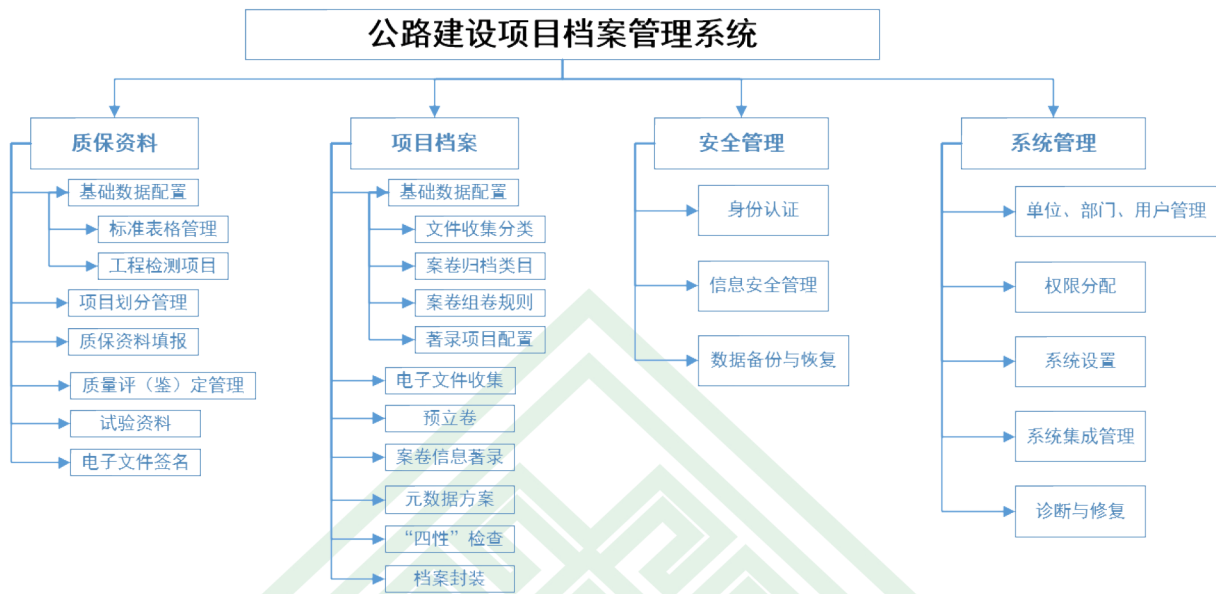 公路建设项目档案管理系统
质保资料
基础数据配置
标准表格管理
工程检测项目
项目划分管理
质保资料填报
质量评（鉴）定管理
试验资料
电子文件签名
项目档案
基础数据配置
文件收集分类
案卷归档类目
案卷组卷规则
著录项目配置
电子文件收集
预立卷
案卷信息著录
元数据方案
“四性”检查
档案封装
安全管理
身份认证
信息安全管理
数据备份与恢复
系统管理
单位、部门、用户管理
权限分配
系统设置
系统集成管理
诊断与修复